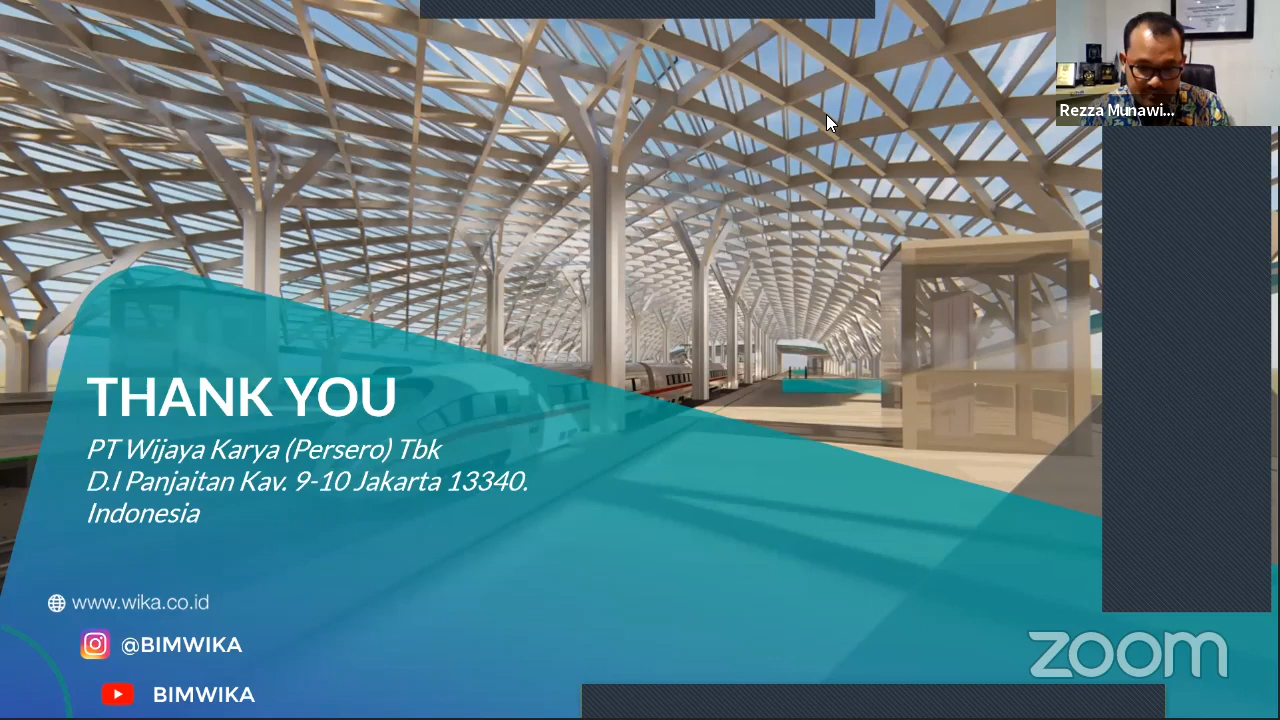 Rezza Munawi...
THANK YOU
PT Wijaya Karya (Persero) Tbk
D.I Panjaitan Kav. 9-10 Jakarta 13340.
Indonesia
www.wika.co.id
@BIMWIKA
BIMWIKA
zoom